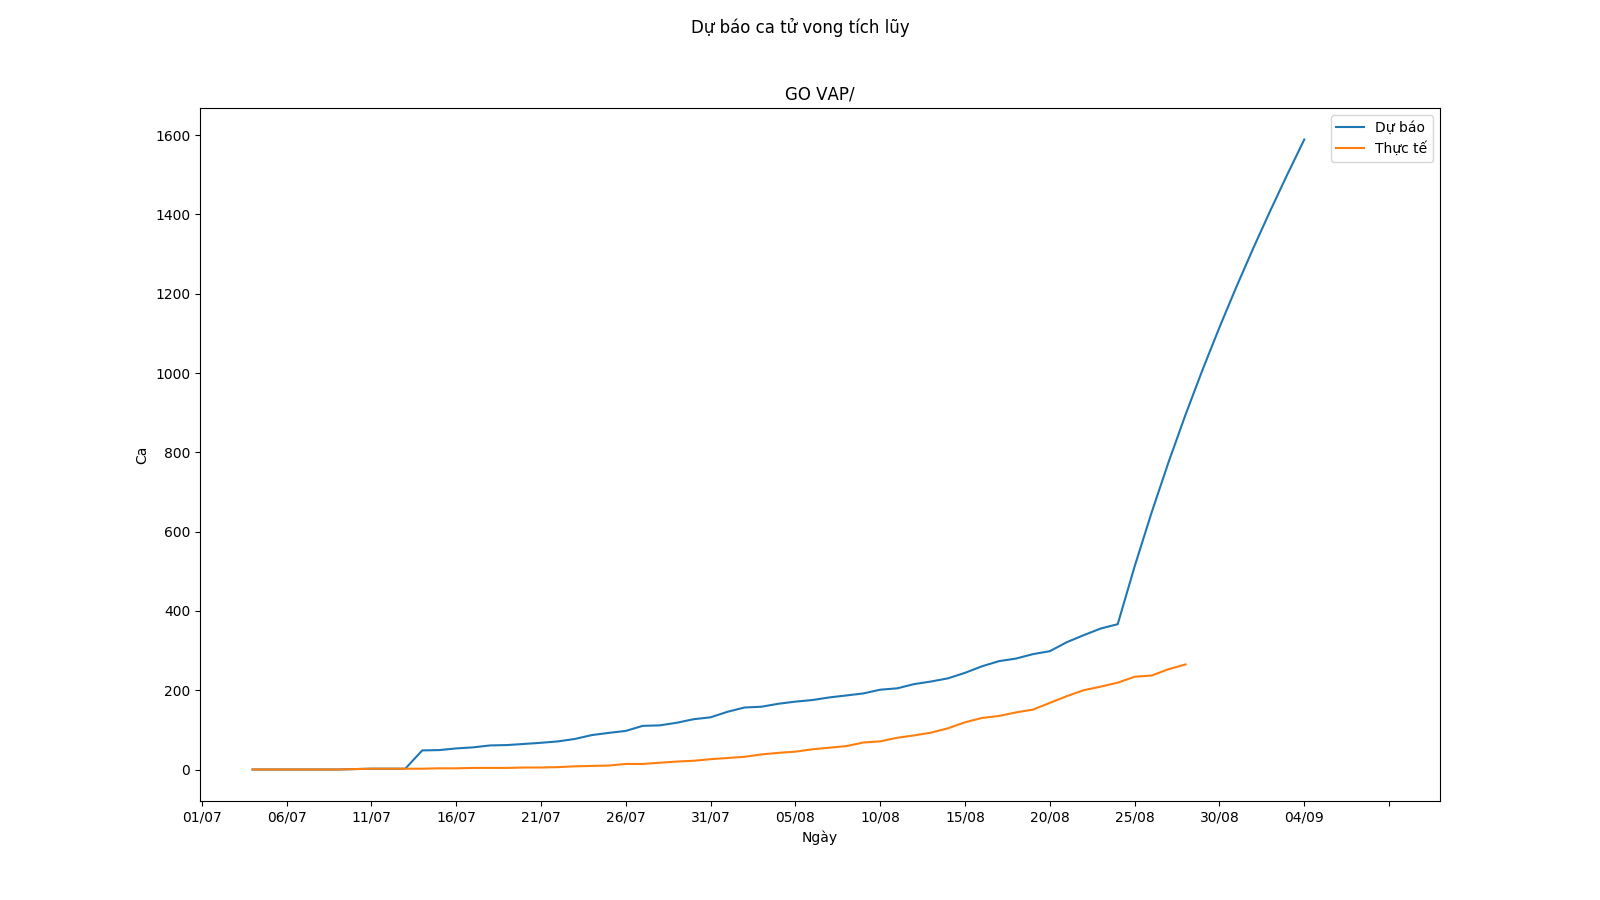 Dự báo ca tử vong tích lũy
GO VAP/
Dự báo
Thực tế
1600
1400
1200
1000
800
600
400
200
0
Ca
01/07 06/07 11/07 16/07 21/07 26/07 31/07 05/08 10/08 15/08 20/08 25/08 30/08 04/09
Ngày